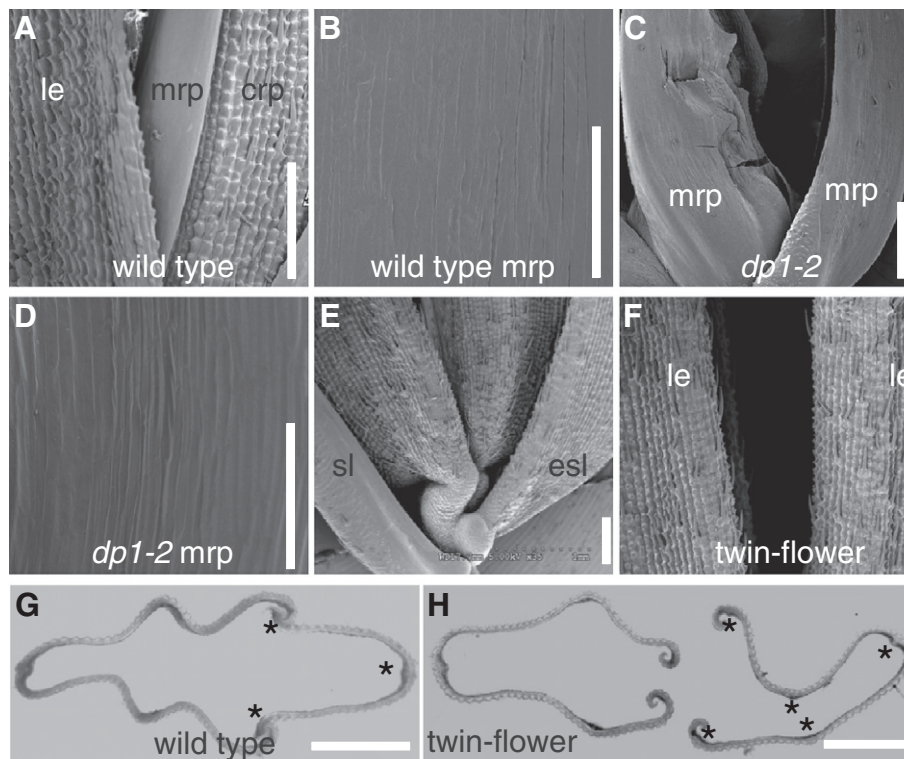 A
le
mrp
crp
wild type
B
wild type mrp
C
mrp
mrp
dp1-2
D
dp1-2 mrp
E
sl
esl
F
le
le
twin-flower
G
*
*
*
wild type
H
*
*
*
*
*
twin-flower